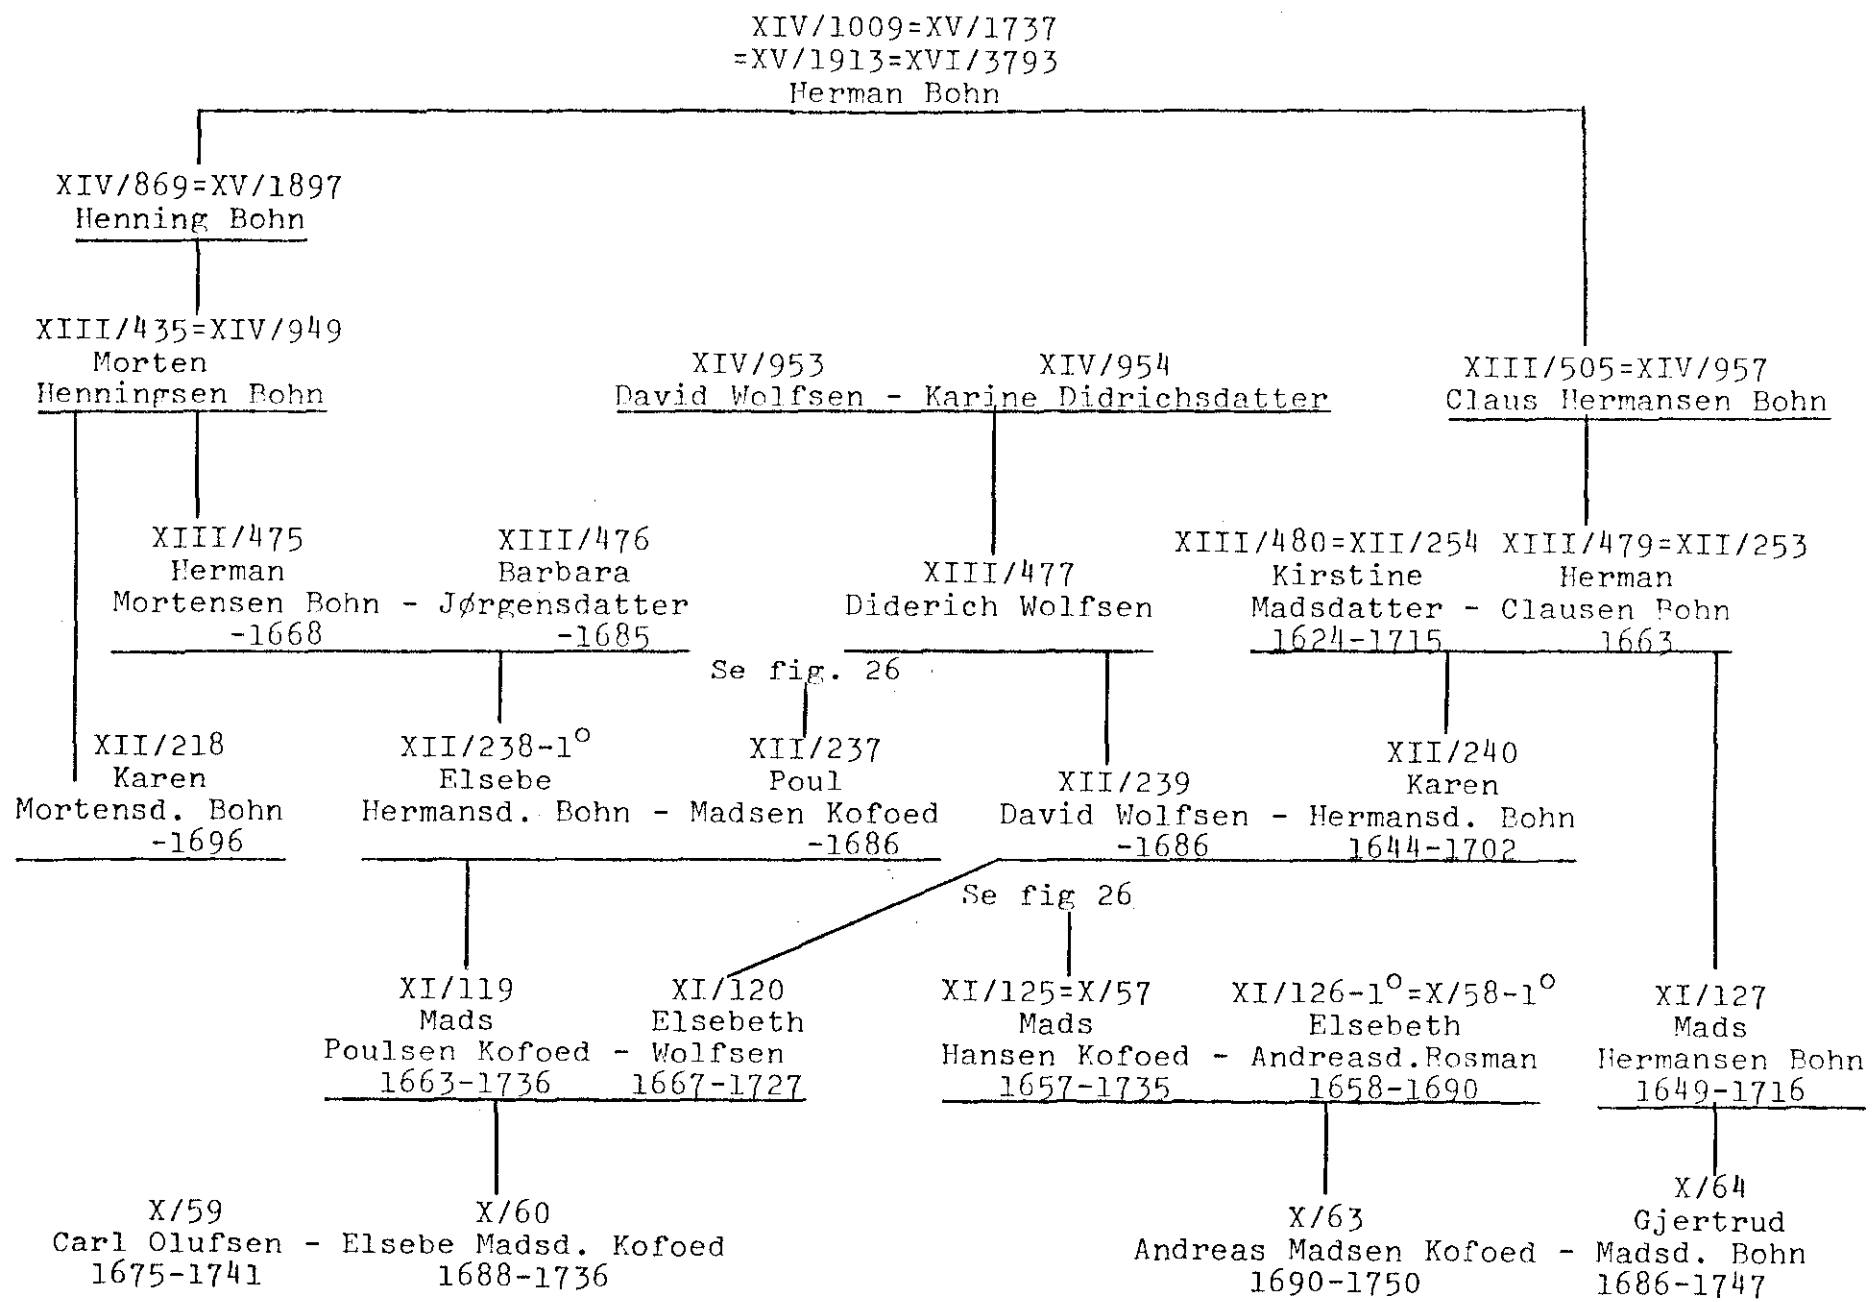 XIV/1009=XV/1737
=XV/1913=XVI/3793
Herman Bohn
XIV/869=XV/1897
Henning Bohn
XIII/435=XIV/949
Morten
Henningsen Bohn
XIV/953 XIV/954
David Wolfsen - Karine Didrichsdatter
XIII/505=XIV/957
Claus Hermansen Bohn
XIII/475 XIII/476
Herman Barbara
Mortensen Bohn - Jørgensdatter
-1668 -1685
XIII/477
Diderich Wolfsen
XIII/480=XII/254 XIII/479=XII/253
Kirstine Herman
Madsdatter - Clausen Bohn
1624-1715 1663
Se fig. 26
XII/218
Karen
Mortensd. Bohn
-1696
XII/238-1° XII/237
Elsebe Poul
Hermansd. Bohn - Madsen Kofoed
-1686
XII/239 XII/240
Karen
David Wolfsen - Hermansd. Bohn
-1686 1644-1702
Se fig 26
XI/119 XI/120
Mads Elsebeth
Poulsen Kofoed - Wolfsen
1663-1736 1667-1727
XI/125=X/57 XI/126-1°=X/58-1°
Mads Elsebeth
Hansen Kofoed - Andreasd.Rosman
1657-1735 1658-1690
XI/127
Mads
Hermansen Bohn
1649-1716
X/59 X/60
Carl Olufsen - Elsebe Madsd. Kofoed
1675-1741 1688-1736
X/63 X/64
Gjertrud
Andreas Madsen Kofoed - Madsd. Bohn
1690-1750 1686-1747